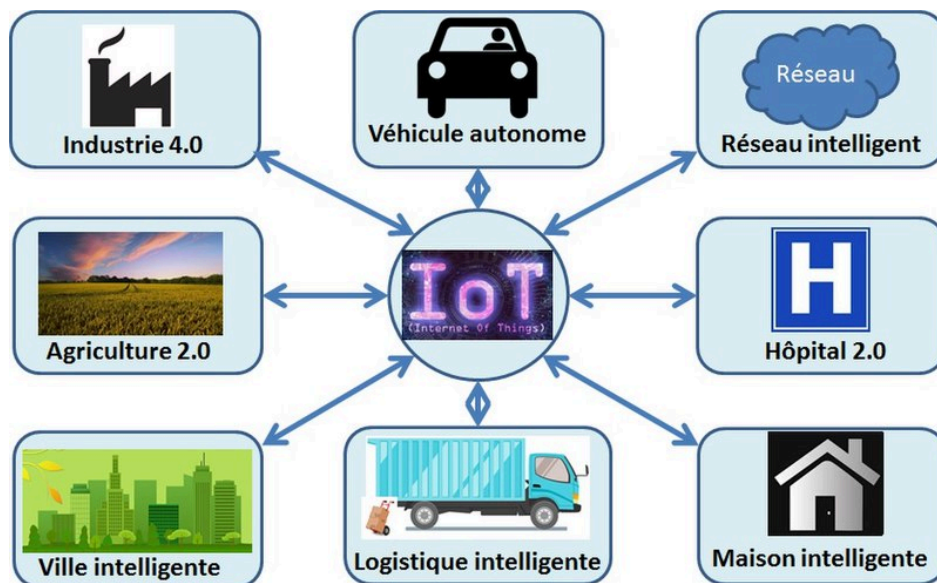 Industrie 4.0
Véhicule autonome
Réseau
Réseau intelligent
Agriculture 2.0
IoT
(Internet Of Things)
H
Hôpital 2.0
Ville intelligente
Logistique intelligente
Maison intelligente